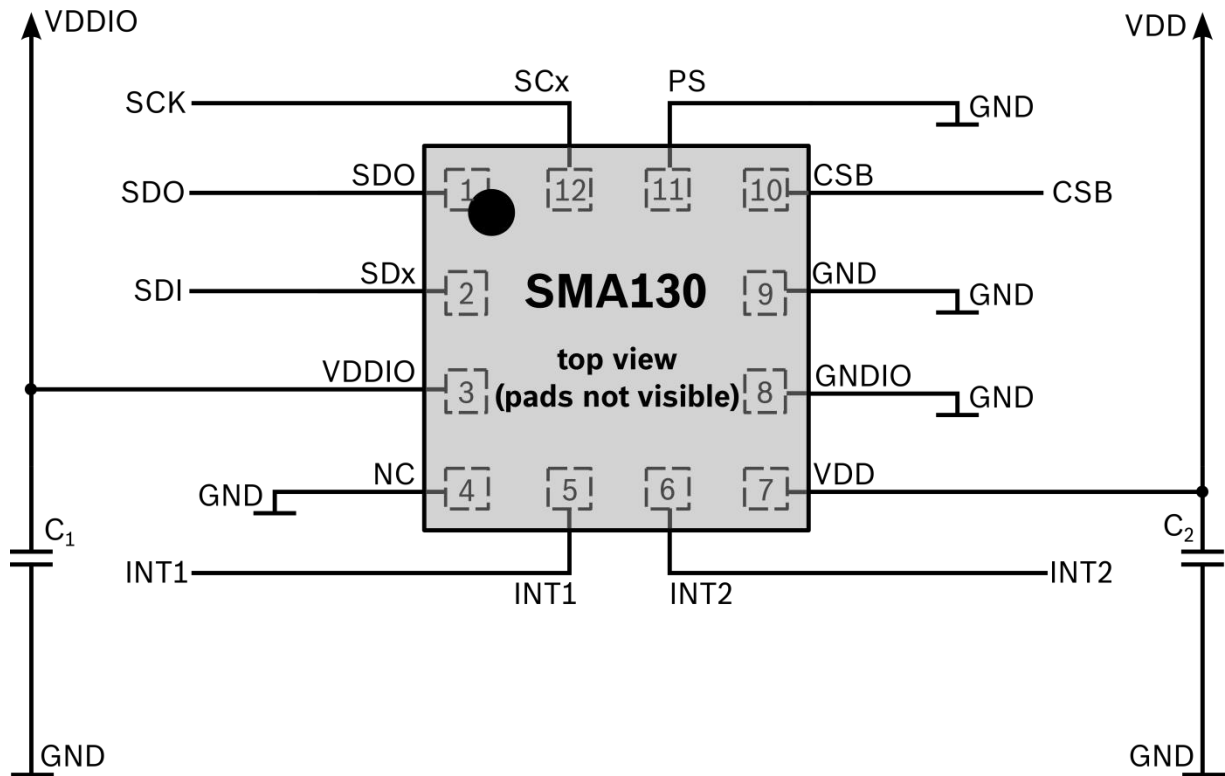 VDDIO
VDD
SCx
PS
SCK
GND
SDO
SDO
1
12
11
10
CSB
CSB
SDI
SDx
2
SMA130
9
GND
GND
top view
VDDIO
3
(pads not visible)
8
GNDIO
GND
GND
NC
4
5
6
7
VDD
C₁
C₂
INT1
INT1
INT2
INT2
GND
GND